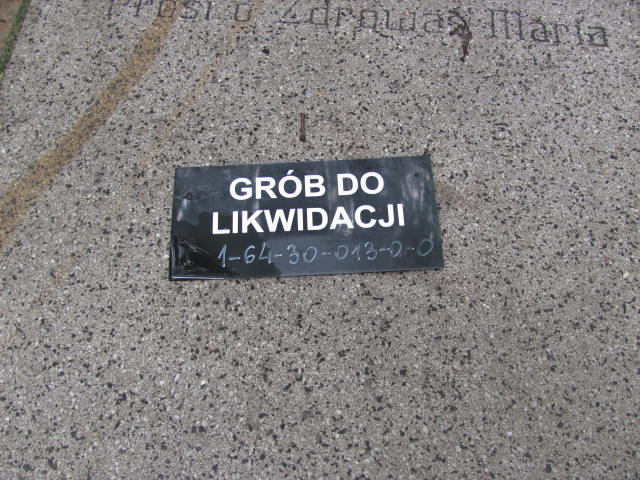 Prosi o Zdrowaś Maria
GRÓB DO
LIKWIDACJI
1-64-30-013-0-0